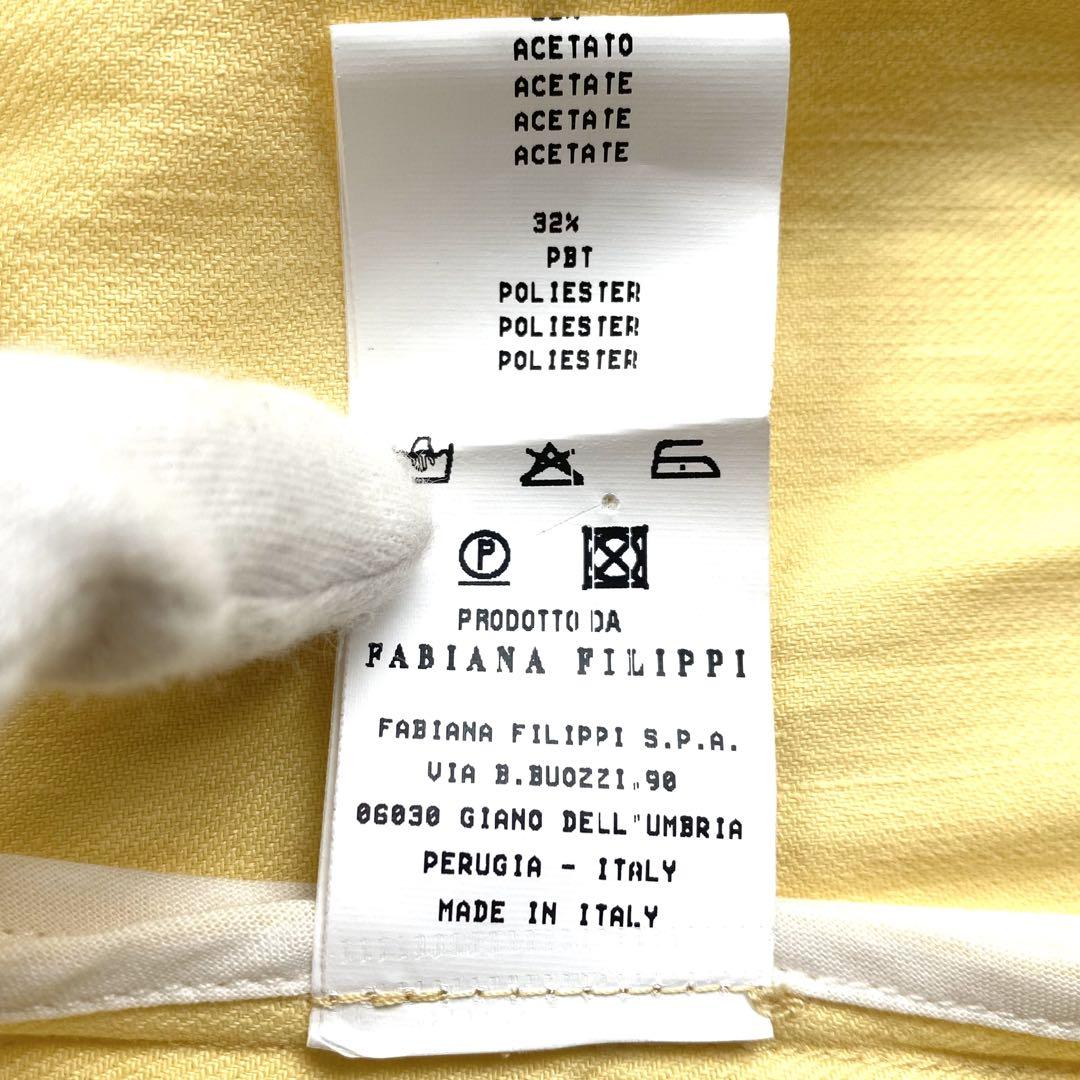 ACETATO
ACETATE
ACETATE
ACETATE
32%
PBT
POLIESTER
POLIESTER
POLIESTER
P
PRODOTTO DA
FABIANA FILIPPI
FABIANA FILIPPI S.P.A.
VIA B.BUOZZI,90
06030 GIANO DELL'UMBRIA
PERUGIA - ITALY
MADE IN ITALY